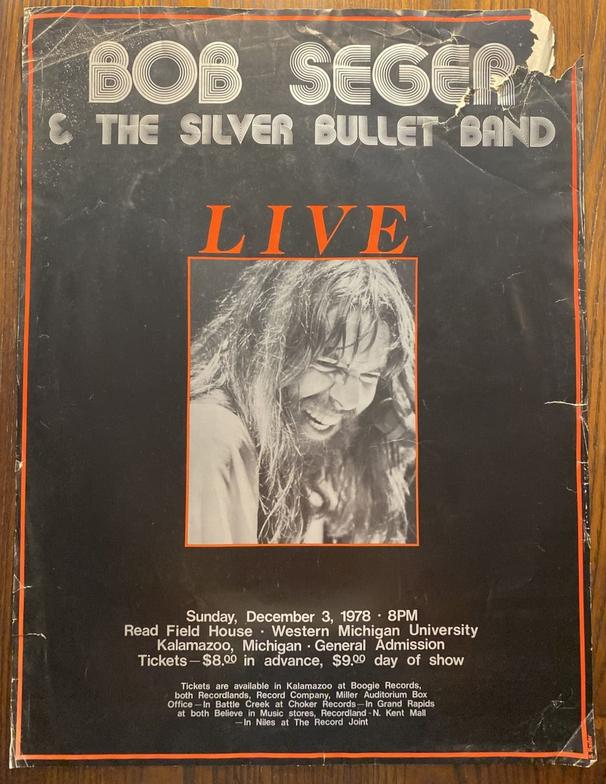 BOB SEGER
& THE SILVER BULLET BAND
LIVE
Sunday, December 3, 1978 · 8PM
Read Field House · Western Michigan University
Kalamazoo, Michigan · General Admission
Tickets—$8.00 in advance, $9.00 day of show
Tickets are available in Kalamazoo at Boogie Records,
both Recordlands, Record Company, Miller Auditorium Box
Office—In Battle Creek at Choker Records—In Grand Rapids
at both Believe in Music stores, Recordland-N. Kent Mall
—In Niles at The Record Joint